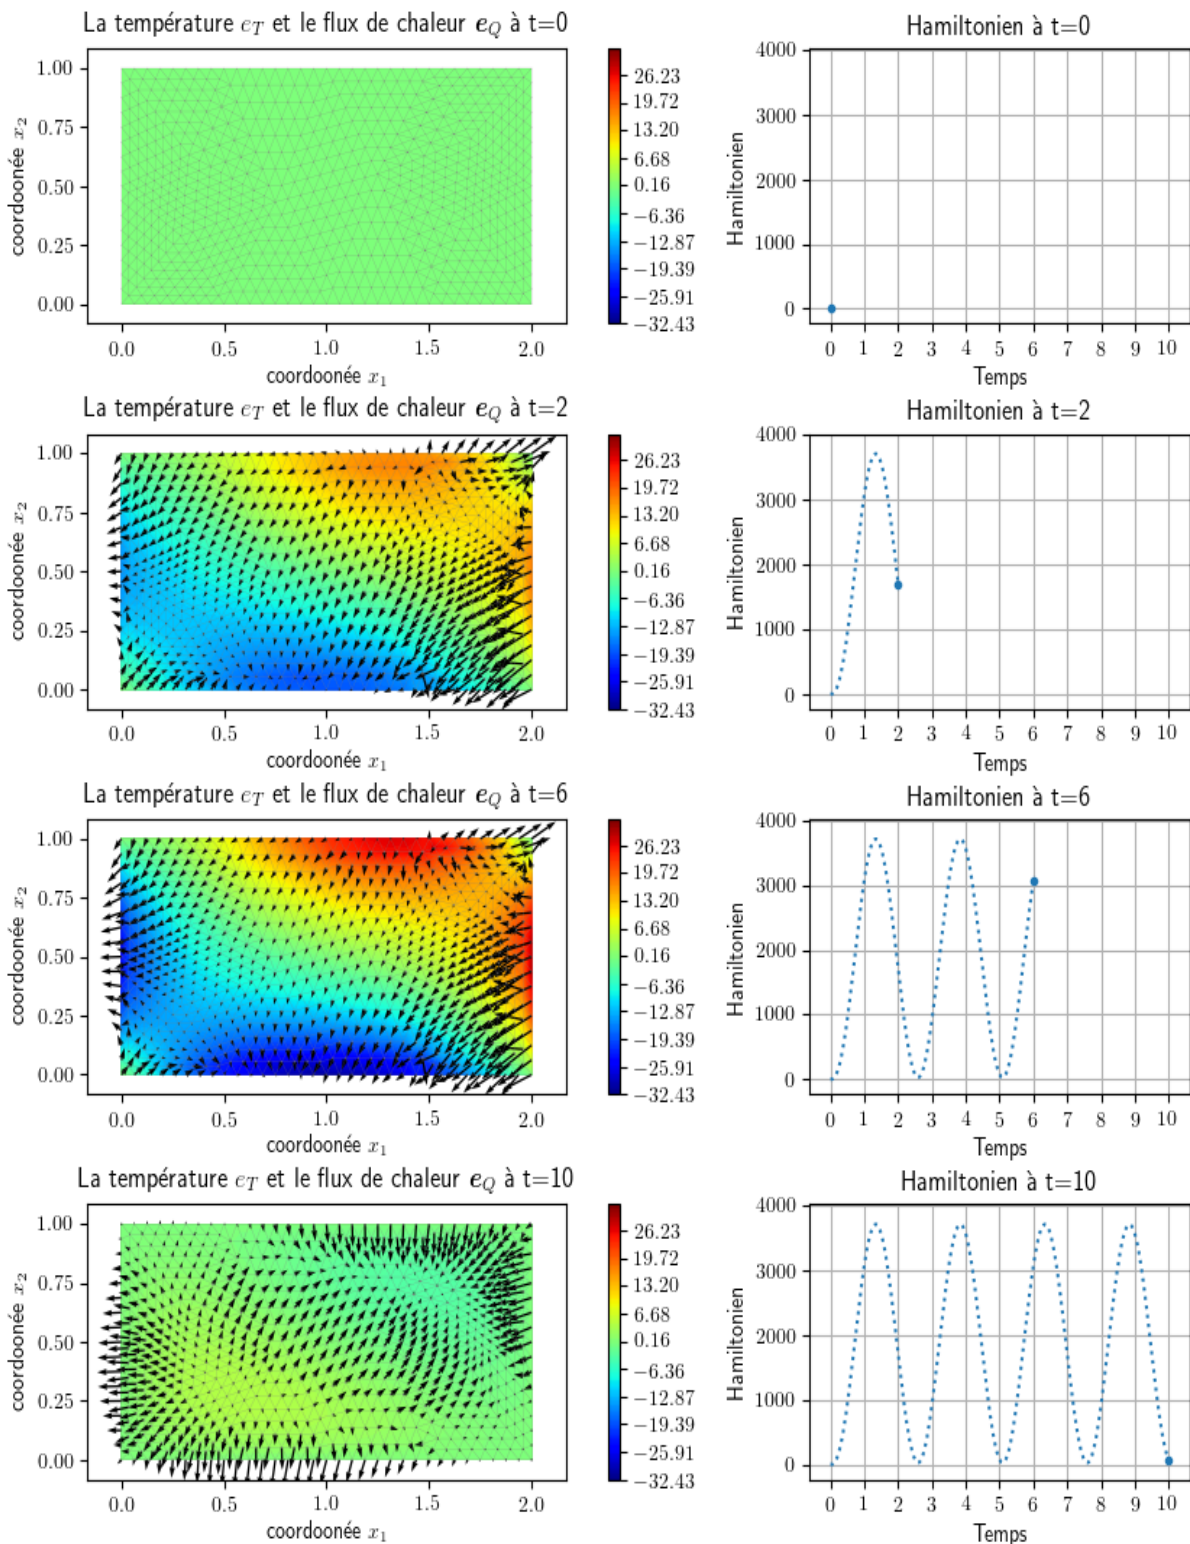 La température e_T et le flux de chaleur e_Q à t=0
1.00
0.75
0.50
0.25
0.00
coordoonée x_2
0.0 0.5 1.0 1.5 2.0
coordoonée x_1
26.23
19.72
13.20
6.68
0.16
−6.36
−12.87
−19.39
−25.91
−32.43
Hamiltonien à t=0
4000
3000
2000
1000
0
Hamiltonien
0 1 2 3 4 5 6 7 8 9 10
Temps
La température e_T et le flux de chaleur e_Q à t=2
1.00
0.75
0.50
0.25
0.00
coordoonée x_2
0.0 0.5 1.0 1.5 2.0
coordoonée x_1
26.23
19.72
13.20
6.68
0.16
−6.36
−12.87
−19.39
−25.91
−32.43
Hamiltonien à t=2
4000
3000
2000
1000
0
Hamiltonien
0 1 2 3 4 5 6 7 8 9 10
Temps
La température e_T et le flux de chaleur e_Q à t=6
1.00
0.75
0.50
0.25
0.00
coordoonée x_2
0.0 0.5 1.0 1.5 2.0
coordoonée x_1
26.23
19.72
13.20
6.68
0.16
−6.36
−12.87
−19.39
−25.91
−32.43
Hamiltonien à t=6
4000
3000
2000
1000
0
Hamiltonien
0 1 2 3 4 5 6 7 8 9 10
Temps
La température e_T et le flux de chaleur e_Q à t=10
1.00
0.75
0.50
0.25
0.00
coordoonée x_2
0.0 0.5 1.0 1.5 2.0
coordoonée x_1
26.23
19.72
13.20
6.68
0.16
−6.36
−12.87
−19.39
−25.91
−32.43
Hamiltonien à t=10
4000
3000
2000
1000
0
Hamiltonien
0 1 2 3 4 5 6 7 8 9 10
Temps